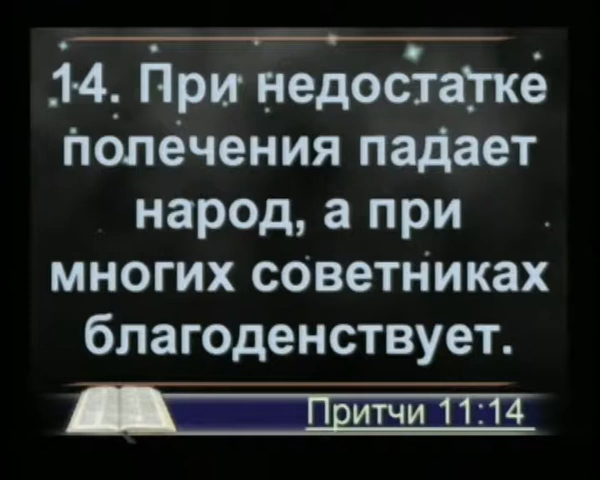 14. При недостатке
попечения падает
народ, а при
многих советниках
благоденствует.
Притчи 11:14